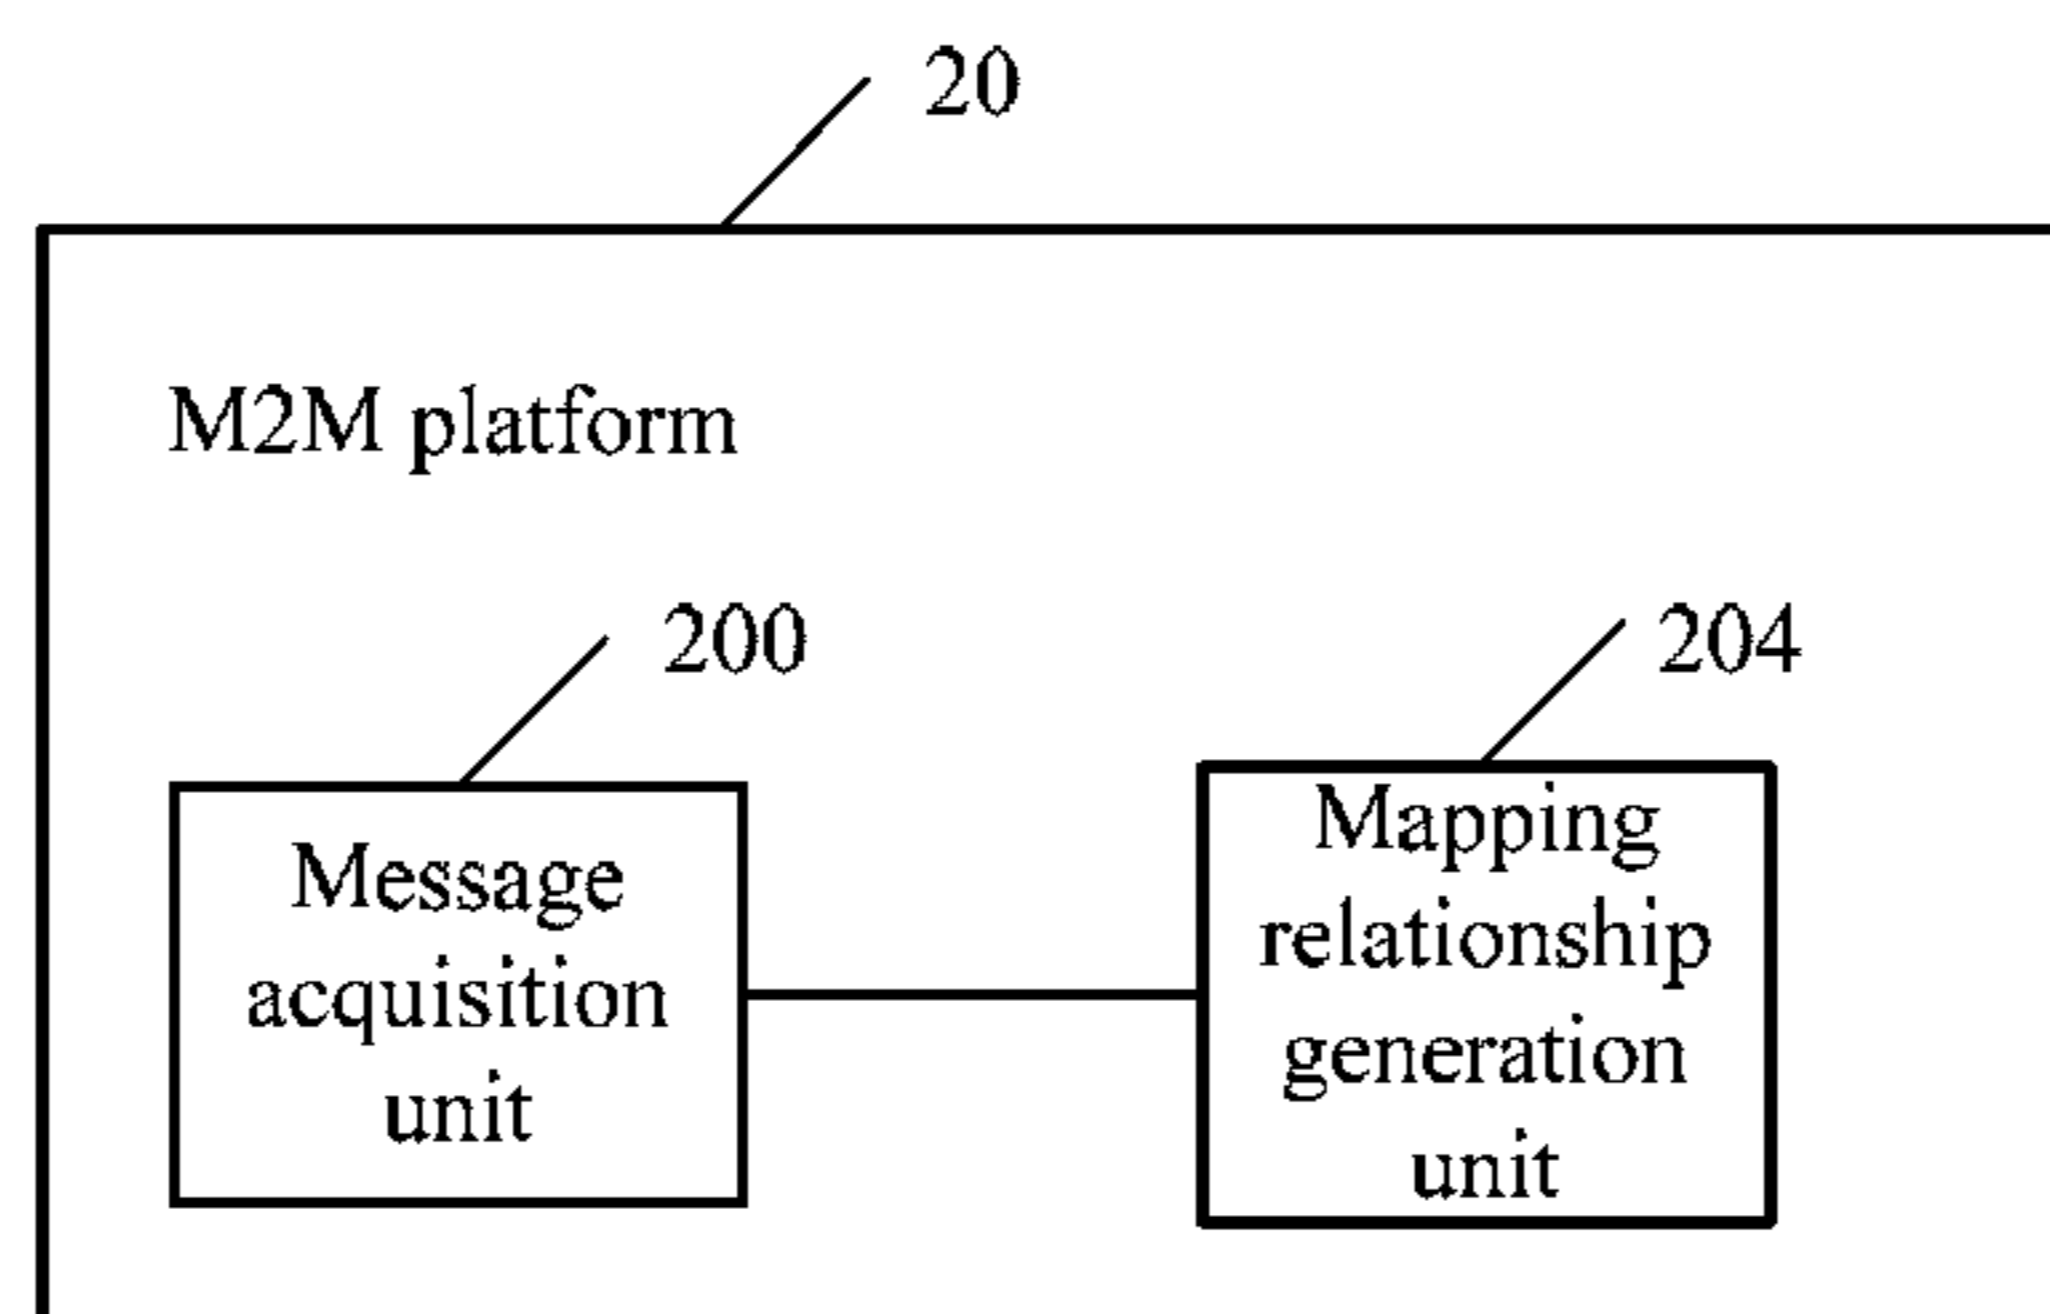 20
M2M platform
200
204
Message
acquisition
unit
Mapping
relationship
generation
unit